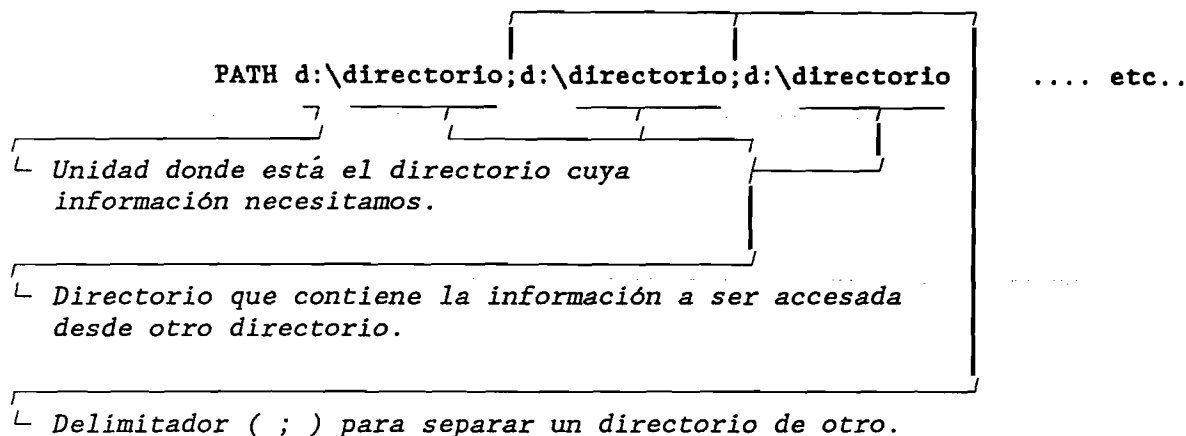 PATH d:\directorio;d:\directorio;d:\directorio .... etc..
Unidad donde está el directorio cuya
información necesitamos.
Directorio que contiene la información a ser accesada
desde otro directorio.
Delimitador ( ; ) para separar un directorio de otro.